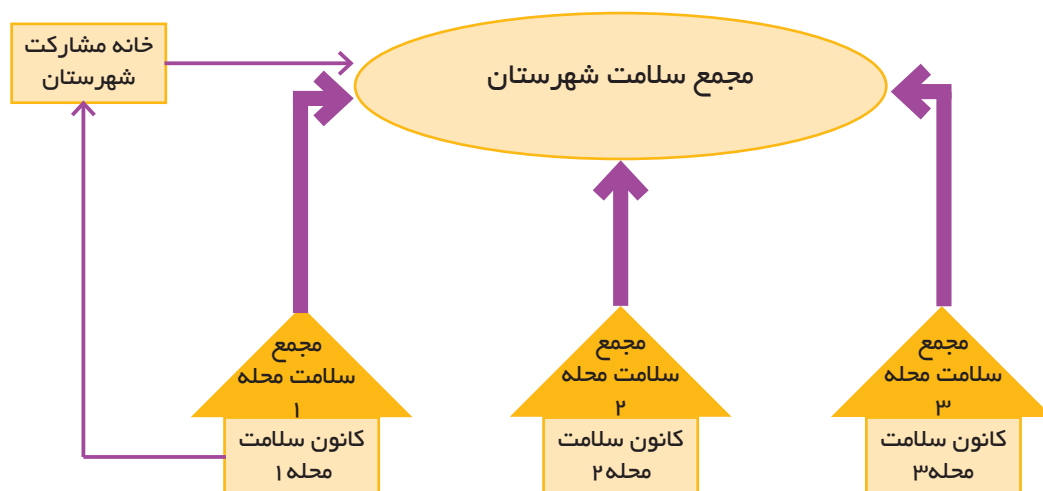 خانه مشارکت
شهرستان
مجمع سلامت شهرستان
مجمع
سلامت محله
۱
کانون سلامت
محله۱
مجمع
سلامت محله
۲
کانون سلامت
محله۲
مجمع
سلامت محله
۳
کانون سلامت
محله۳